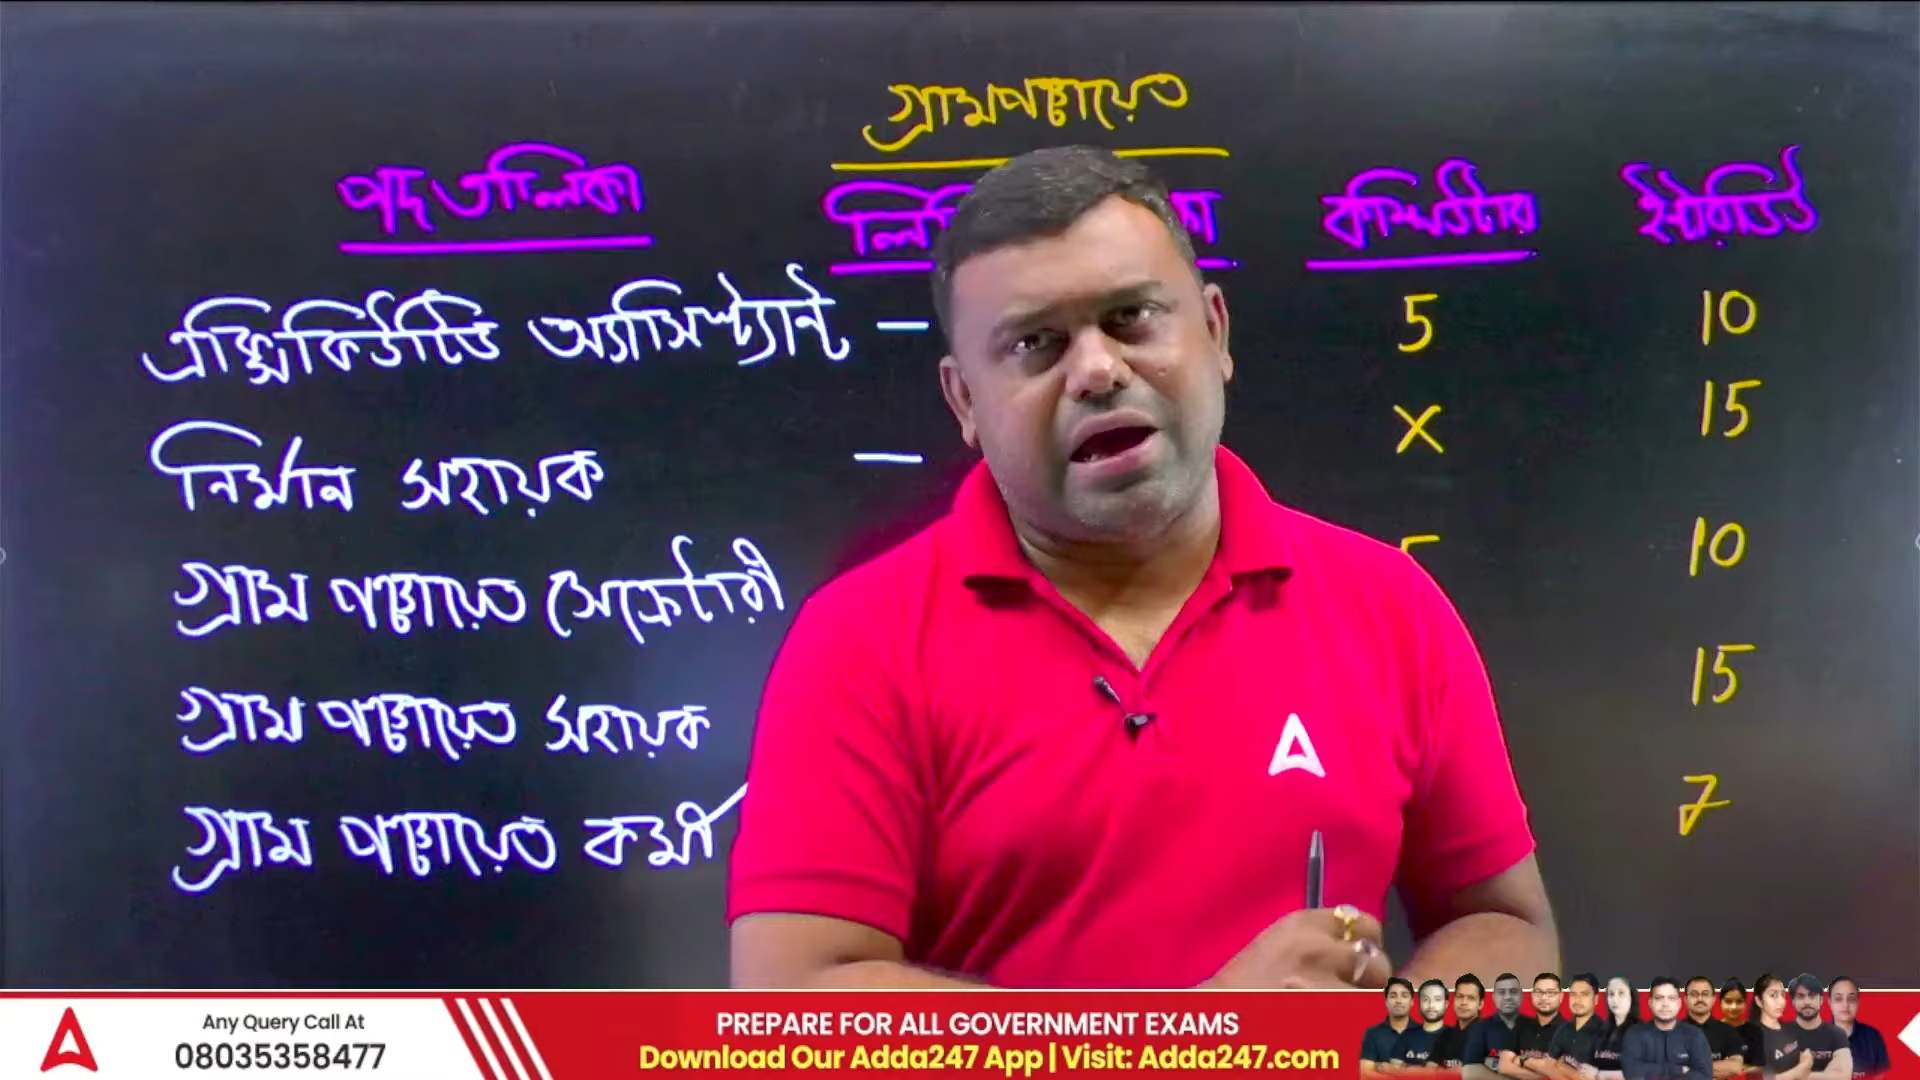 গ্রামপঞ্চায়েত
পদতালিকা কম্পিউটার ইন্টারভিউ
এক্সিকিউটিভ অ্যাসিস্ট্যান্ট — 5 10
নির্মান সহায়ক — X 15
গ্রাম পঞ্চায়েত সেক্রেটারী 10
গ্রাম পঞ্চায়েত সহায়ক 15
গ্রাম পঞ্চায়েত কর্মী 7
Any Query Call At
08035358477
PREPARE FOR ALL GOVERNMENT EXAMS
Download Our Adda247 App | Visit: Adda247.com